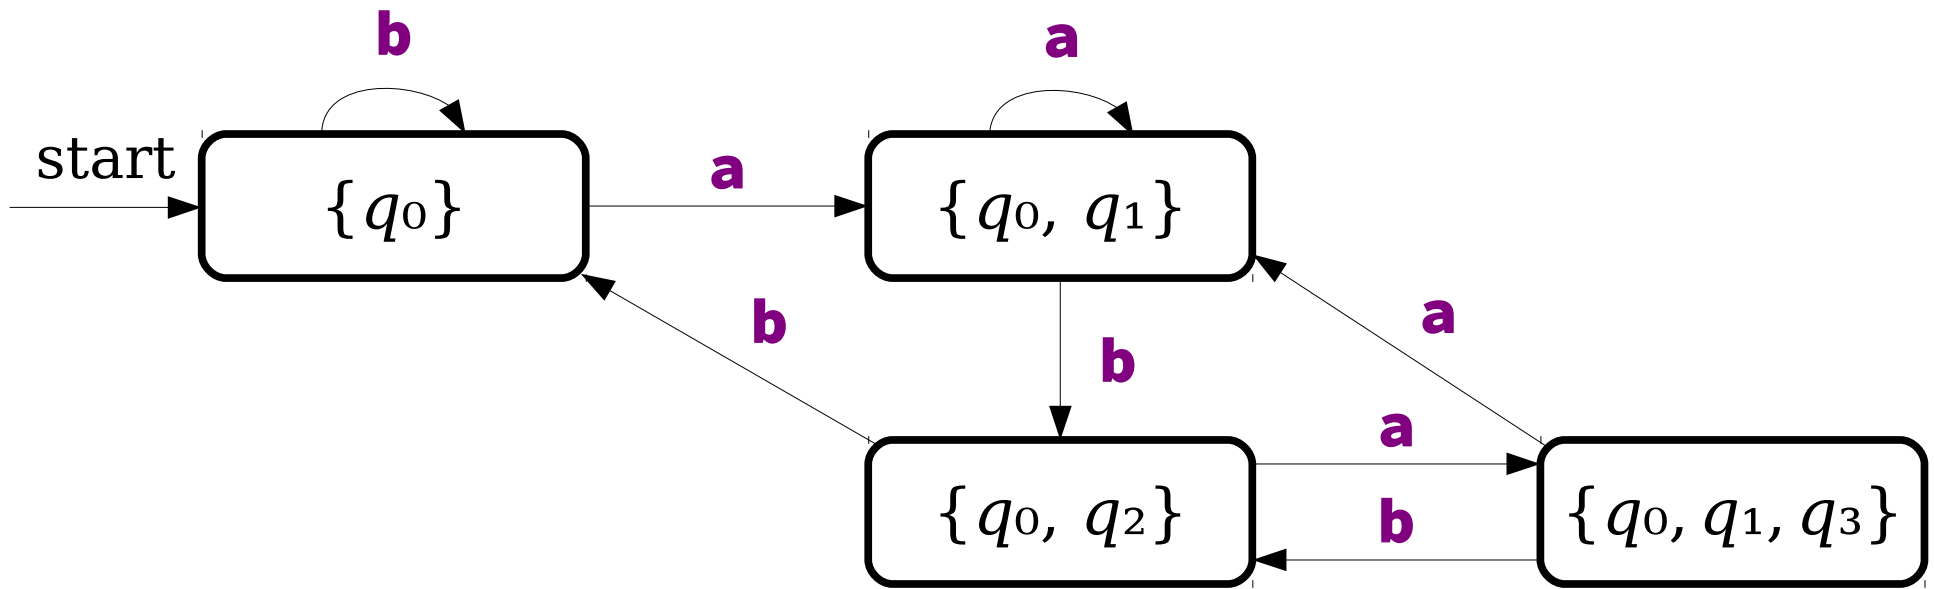 b
a
start
a
{q₀}
{q₀, q₁}
b
b
a
a
{q₀, q₂}
{q₀, q₁, q₃}
b